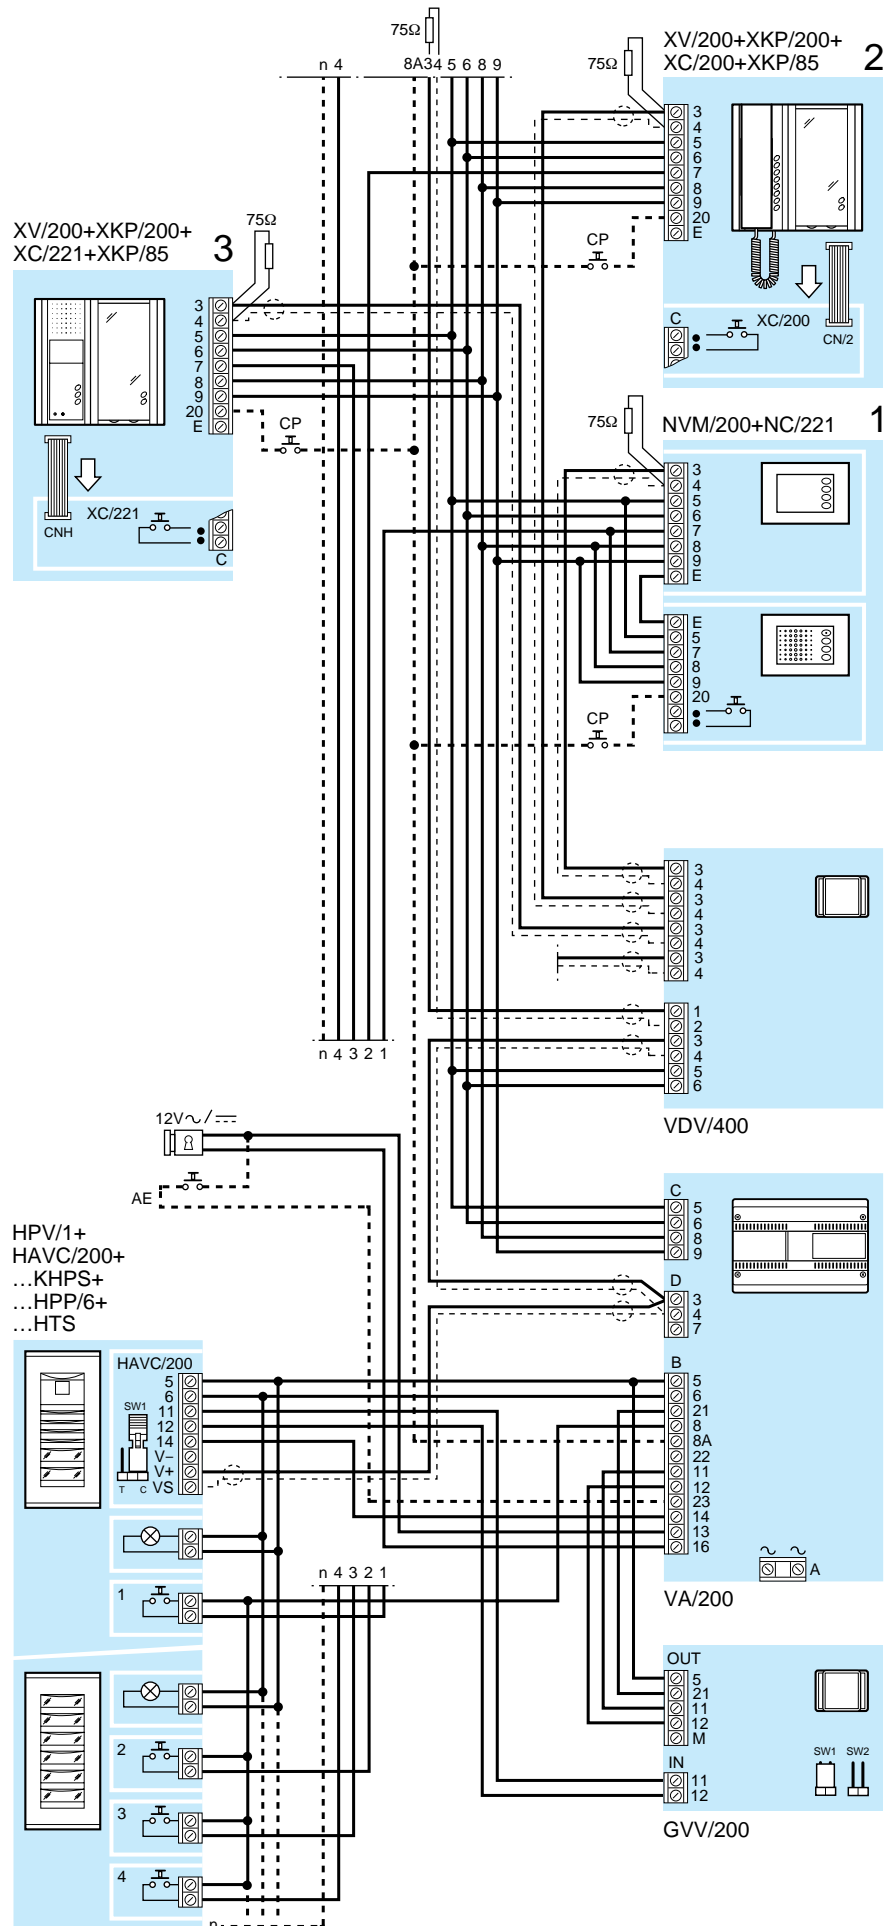 75Ω
n 4 8A 3 4 5 6 8 9
75Ω
XV/200+XKP/200+
XC/200+XKP/85
2
3
4
5
6
7
8
9
20
E
CP
C
XC/200
CN/2
XV/200+XKP/200+
XC/221+XKP/85
3
75Ω
3
4
5
6
7
8
9
20
E
CP
XC/221
CNH
C
75Ω
NVM/200+NC/221
1
3
4
5
6
7
8
9
E
E
5
7
8
9
20
CP
3
4
3
4
3
4
3
4
1
2
3
4
5
6
VDV/400
n 4 3 2 1
12V∿/⎓
AE
C
5
6
8
9
D
3
4
7
B
5
6
21
8
8A
22
11
12
23
14
13
16
∿ ∿
A
VA/200
HPV/1+
HAVC/200+
...KHPS+
...HPP/6+
...HTS
HAVC/200
5
6
11
12
14
V−
V+
VS
SW1
T C
n 4 3 2 1
1
2
3
4
n
OUT
5
21
11
12
M
IN
11
12
SW1 SW2
GVV/200